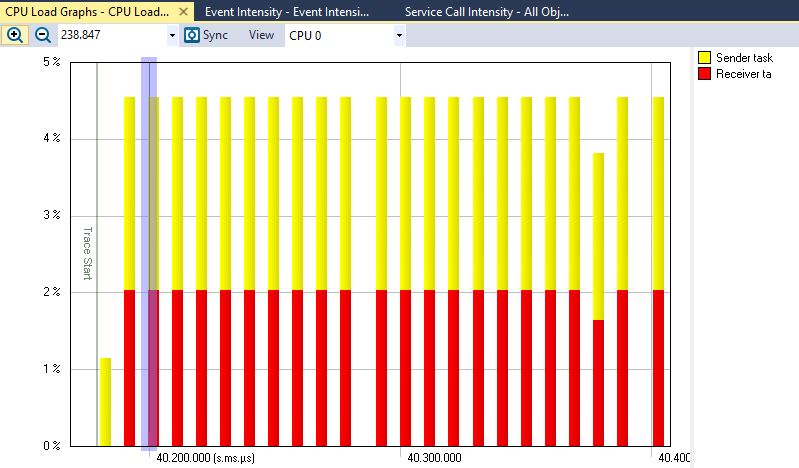 CPU Load Graphs - CPU Load... ×
Event Intensity - Event Intensi...
Service Call Intensity - All Obj...
238.847
Sync
View
CPU 0
5 %
4 %
3 %
2 %
1 %
0 %
Trace Start
40.200.000 (s.ms.µs)
40.300.000
40.400
Sender task
Receiver ta